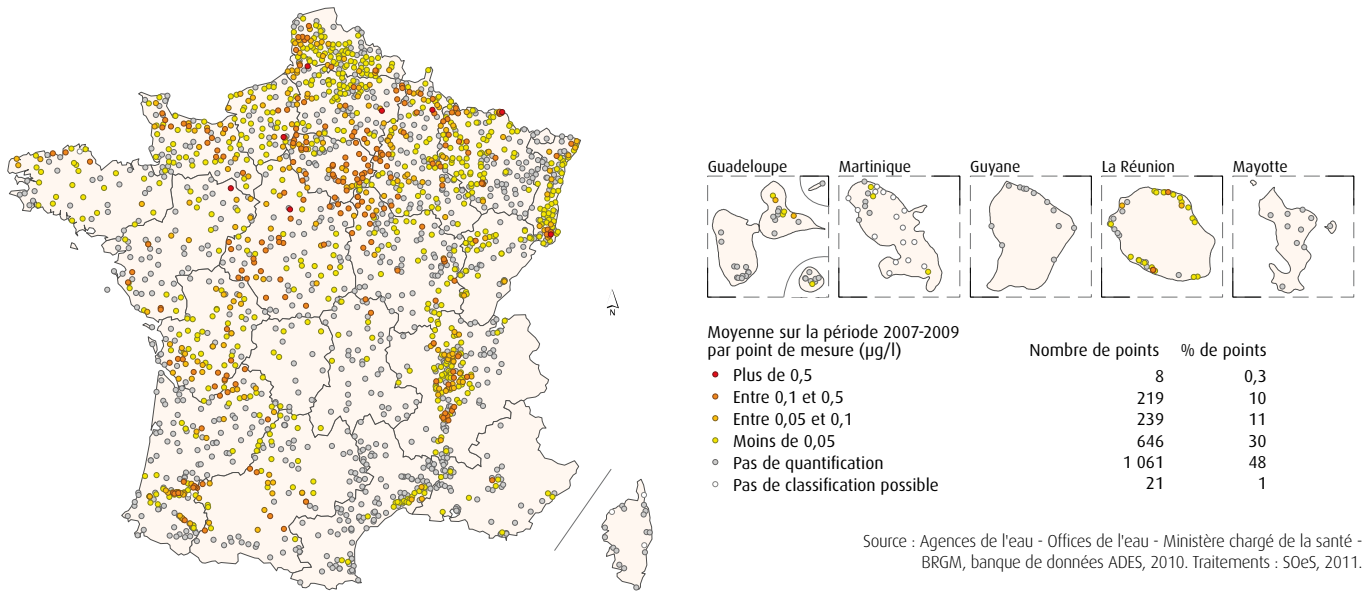 Guadeloupe Martinique Guyane La Réunion Mayotte
N
Moyenne sur la période 2007-2009
par point de mesure (µg/l) Nombre de points % de points
Plus de 0,5 8 0,3
Entre 0,1 et 0,5 219 10
Entre 0,05 et 0,1 239 11
Moins de 0,05 646 30
Pas de quantification 1 061 48
Pas de classification possible 21 1
Source : Agences de l'eau - Offices de l'eau - Ministère chargé de la santé -
BRGM, banque de données ADES, 2010. Traitements : SOeS, 2011.